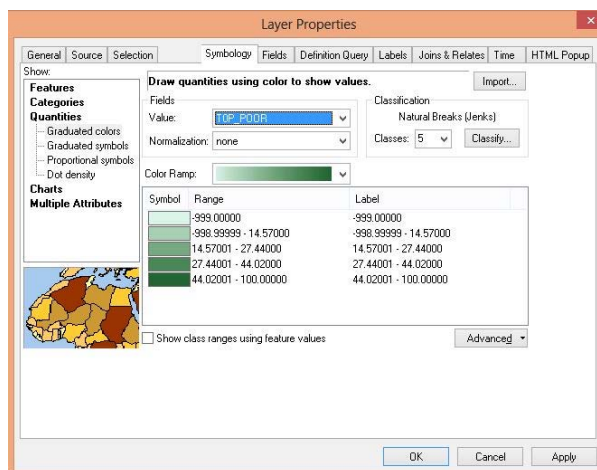 Layer Properties
×
General Source Selection Symbology Fields Definition Query Labels Joins & Relates Time HTML Popup
Show:
Features
Categories
Quantities
Graduated colors
Graduated symbols
Proportional symbols
Dot density
Charts
Multiple Attributes
Draw quantities using color to show values.
Import...
Fields
Value: TOP_POOR
Normalization: none
Classification
Natural Breaks (Jenks)
Classes: 5 Classify...
Color Ramp:
Symbol Range Label
-999.00000 -999.00000
-998.99999 - 14.57000 -998.99999 - 14.57000
14.57001 - 27.44000 14.57001 - 27.44000
27.44001 - 44.02000 27.44001 - 44.02000
44.02001 - 100.00000 44.02001 - 100.00000
Show class ranges using feature values
Advanced
OK Cancel Apply